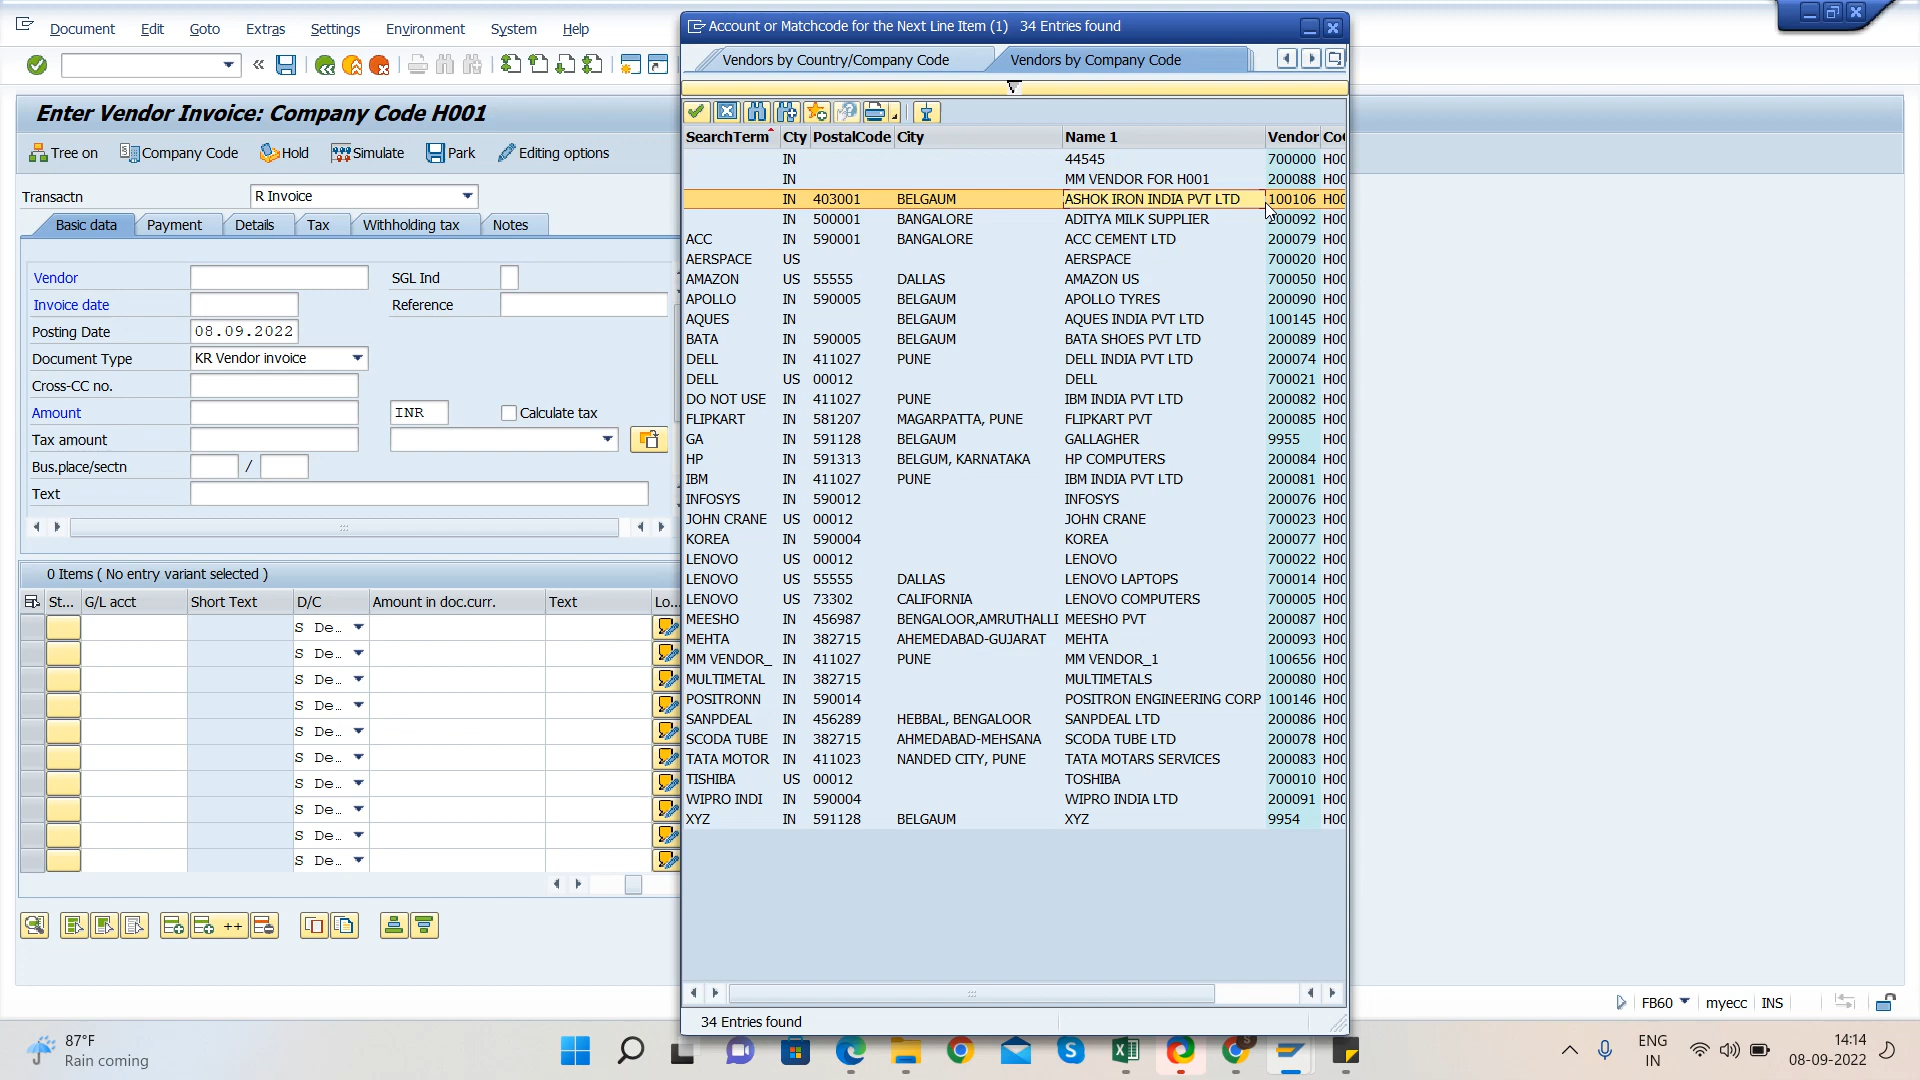 Document Edit Goto Extras Settings Environment System Help
Enter Vendor Invoice: Company Code H001
Tree on Company Code Hold Simulate Park Editing options
Transactn R Invoice
Basic data Payment Details Tax Withholding tax Notes
Vendor SGL Ind
Invoice date Reference
Posting Date 08.09.2022
Document Type KR Vendor invoice
Cross-CC no.
Amount INR Calculate tax
Tax amount
Bus.place/sectn /
Text
0 Items ( No entry variant selected )
St... G/L acct Short Text D/C Amount in doc.curr. Text Lo...
S De...
S De...
S De...
S De...
S De...
S De...
S De...
S De...
S De...
S De...
Account or Matchcode for the Next Line Item (1) 34 Entries found
Vendors by Country/Company Code Vendors by Company Code
SearchTerm Cty PostalCode City Name 1 Vendor
IN 44545 700000
IN MM VENDOR FOR H001 200088
IN 403001 BELGAUM ASHOK IRON INDIA PVT LTD 100106
IN 500001 BANGALORE ADITYA MILK SUPPLIER 200092
ACC IN 590001 BANGALORE ACC CEMENT LTD 200079
AERSPACE US AERSPACE 700020
AMAZON US 55555 DALLAS AMAZON US 700050
APOLLO IN 590005 BELGAUM APOLLO TYRES 200090
AQUES IN BELGAUM AQUES INDIA PVT LTD 100145
BATA IN 590005 BELGAUM BATA SHOES PVT LTD 200089
DELL IN 411027 PUNE DELL INDIA PVT LTD 200074
DELL US 00012 DELL 700021
DO NOT USE IN 411027 PUNE IBM INDIA PVT LTD 200082
FLIPKART IN 581207 MAGARPATTA, PUNE FLIPKART PVT 200085
GA IN 591128 BELGAUM GALLAGHER 9955
HP IN 591313 BELGUM, KARNATAKA HP COMPUTERS 200084
IBM IN 411027 PUNE IBM INDIA PVT LTD 200081
INFOSYS IN 590012 INFOSYS 200076
JOHN CRANE US 00012 JOHN CRANE 700023
KOREA IN 590004 KOREA 200077
LENOVO US 00012 LENOVO 700022
LENOVO US 55555 DALLAS LENOVO LAPTOPS 700014
LENOVO US 73302 CALIFORNIA LENOVO COMPUTERS 700005
MEESHO IN 456987 BENGALOOR,AMRUTHALLI MEESHO PVT 200087
MEHTA IN 382715 AHEMEDABAD-GUJARAT MEHTA 200093
MM VENDOR_ IN 411027 PUNE MM VENDOR_1 100656
MULTIMETAL IN 382715 MULTIMETALS 200080
POSITRONN IN 590014 POSITRON ENGINEERING CORP 100146
SANPDEAL IN 456289 HEBBAL, BENGALOOR SANPDEAL LTD 200086
SCODA TUBE IN 382715 AHMEDABAD-MEHSANA SCODA TUBE LTD 200078
TATA MOTOR IN 411023 NANDED CITY, PUNE TATA MOTARS SERVICES 200083
TISHIBA US 00012 TOSHIBA 700010
WIPRO INDI IN 590004 WIPRO INDIA LTD 200091
XYZ IN 591128 BELGAUM XYZ 9954
34 Entries found
FB60 myecc INS
87°F
Rain coming
ENG
IN
14:14
08-09-2022